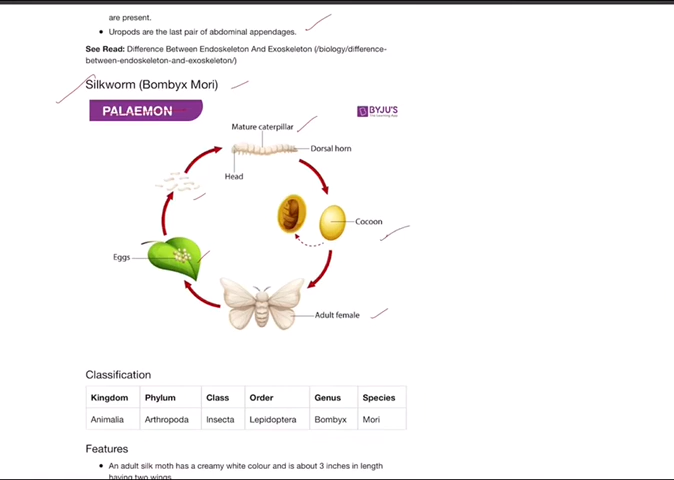 are present.
• Uropods are the last pair of abdominal appendages.
See Read: Difference Between Endoskeleton And Exoskeleton (/biology/difference-
between-endoskeleton-and-exoskeleton/)
Silkworm (Bombyx Mori)
PALAEMON
BYJU'S
The Learning App
Mature caterpillar
Dorsal horn
Head
Cocoon
Eggs
Adult female
Classification
Kingdom Phylum Class Order Genus Species
Animalia Arthropoda Insecta Lepidoptera Bombyx Mori
Features
• An adult silk moth has a creamy white colour and is about 3 inches in length
having two wings